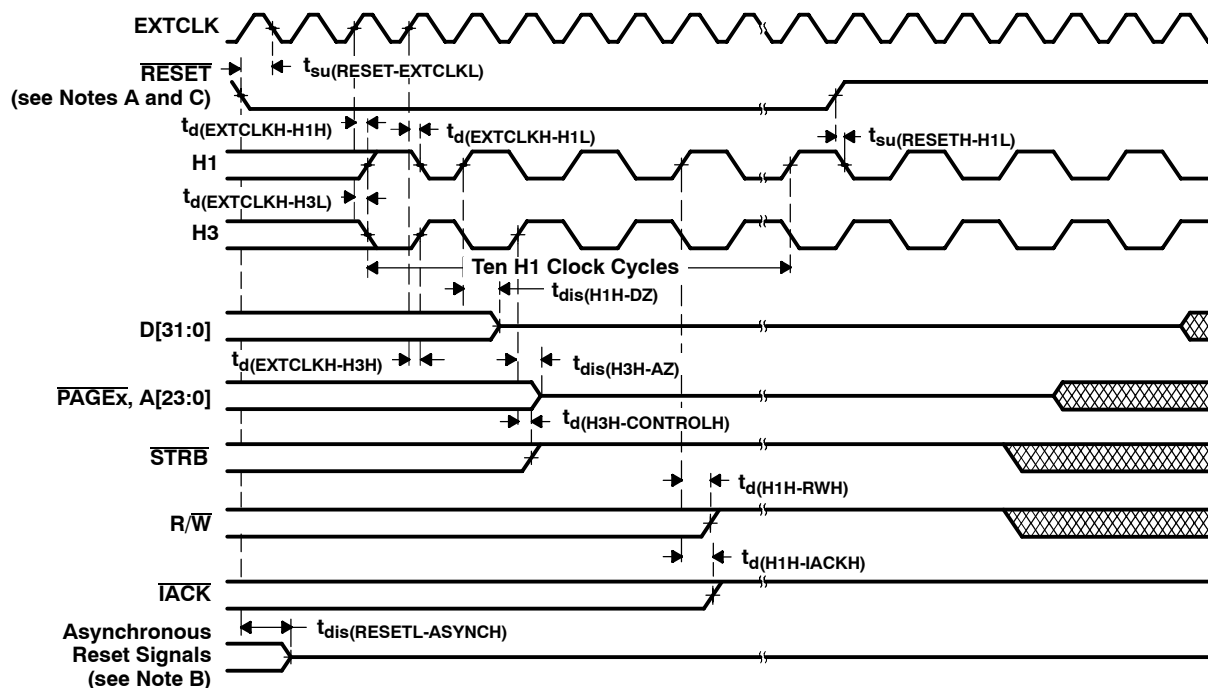 EXTCLK
tsu(RESET-EXTCLKL)
RESET
(see Notes A and C)
td(EXTCLKH-H1H)
td(EXTCLKH-H1L)
tsu(RESETH-H1L)
H1
td(EXTCLKH-H3L)
H3
Ten H1 Clock Cycles
tdis(H1H-DZ)
D[31:0]
td(EXTCLKH-H3H)
tdis(H3H-AZ)
PAGEx, A[23:0]
td(H3H-CONTROLH)
STRB
td(H1H-RWH)
R/W
td(H1H-IACKH)
IACK
tdis(RESETL-ASYNCH)
Asynchronous
Reset Signals
(see Note B)